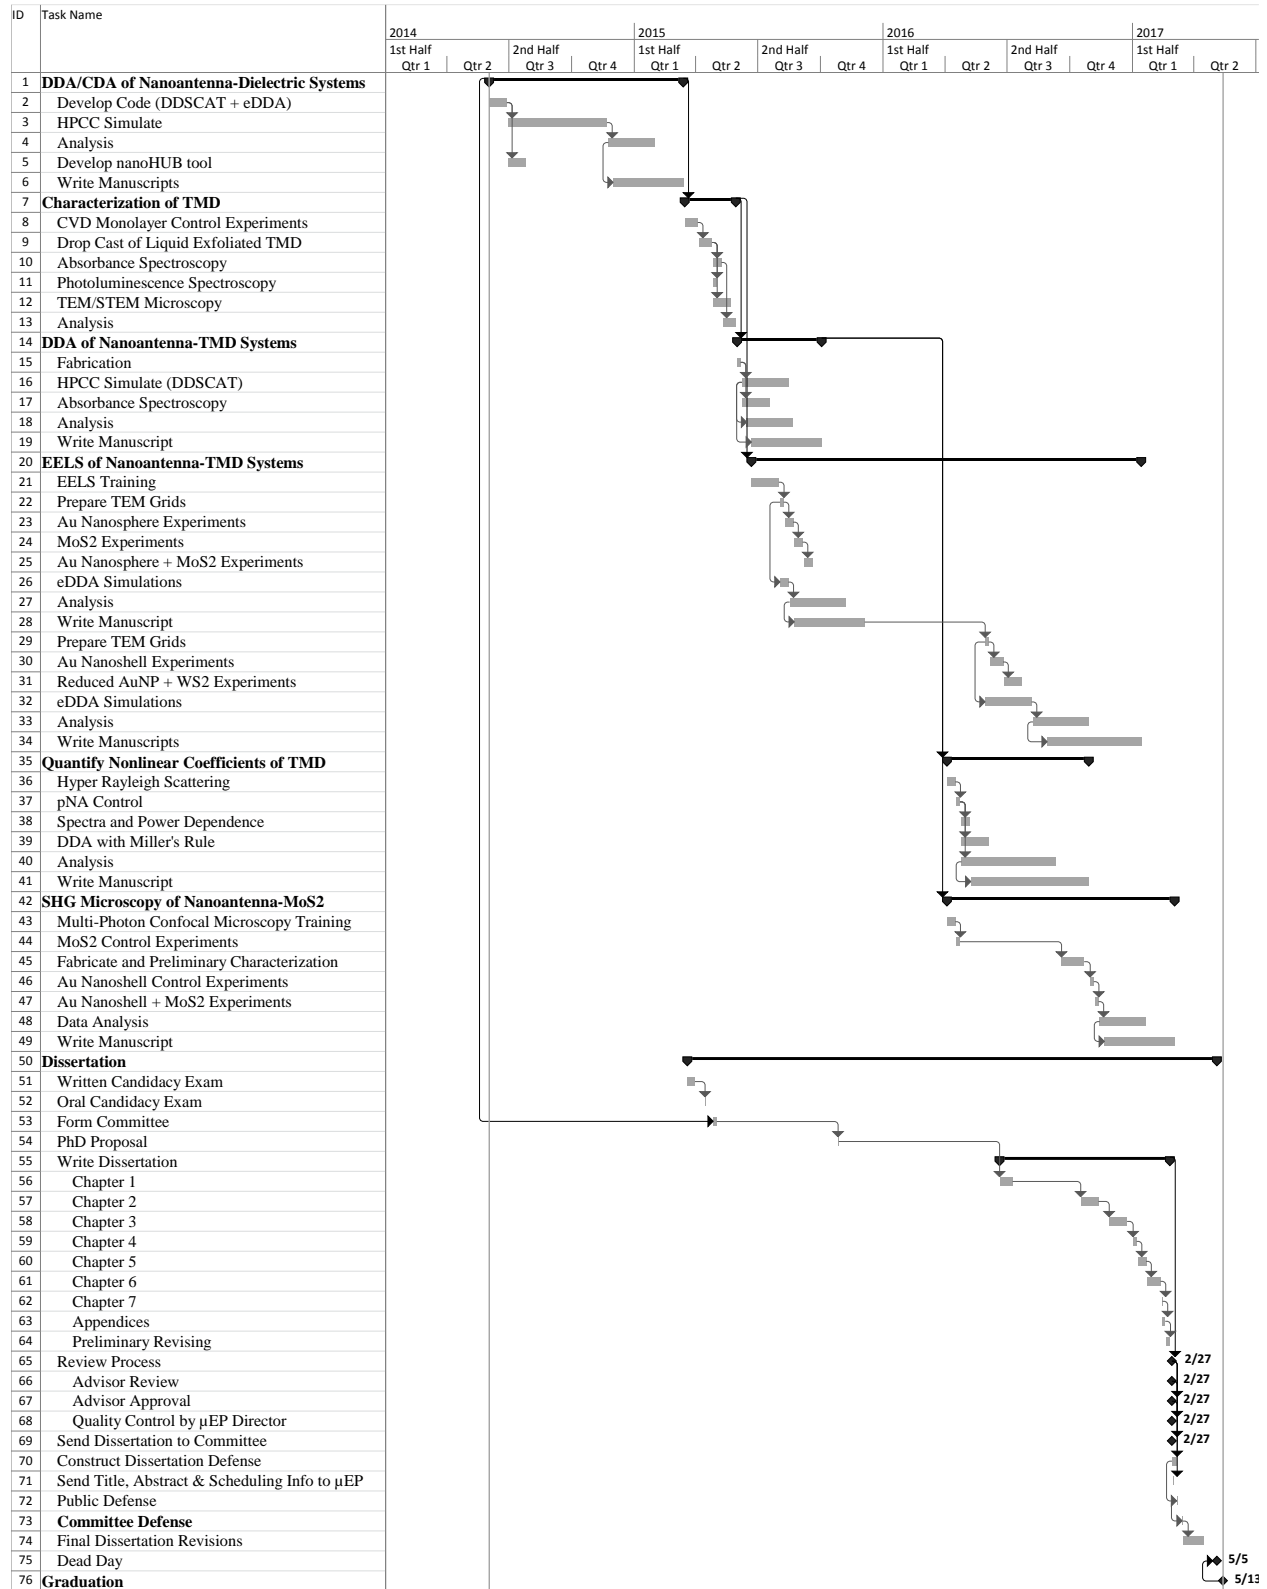 ID Task Name
2014 2015 2016 2017
1st Half 2nd Half 1st Half 2nd Half 1st Half 2nd Half 1st Half
Qtr 1 Qtr 2 Qtr 3 Qtr 4 Qtr 1 Qtr 2 Qtr 3 Qtr 4 Qtr 1 Qtr 2 Qtr 3 Qtr 4 Qtr 1 Qtr 2
1 DDA/CDA of Nanoantenna-Dielectric Systems
2 Develop Code (DDSCAT + eDDA)
3 HPCC Simulate
4 Analysis
5 Develop nanoHUB tool
6 Write Manuscripts
7 Characterization of TMD
8 CVD Monolayer Control Experiments
9 Drop Cast of Liquid Exfoliated TMD
10 Absorbance Spectroscopy
11 Photoluminescence Spectroscopy
12 TEM/STEM Microscopy
13 Analysis
14 DDA of Nanoantenna-TMD Systems
15 Fabrication
16 HPCC Simulate (DDSCAT)
17 Absorbance Spectroscopy
18 Analysis
19 Write Manuscript
20 EELS of Nanoantenna-TMD Systems
21 EELS Training
22 Prepare TEM Grids
23 Au Nanosphere Experiments
24 MoS2 Experiments
25 Au Nanosphere + MoS2 Experiments
26 eDDA Simulations
27 Analysis
28 Write Manuscript
29 Prepare TEM Grids
30 Au Nanoshell Experiments
31 Reduced AuNP + WS2 Experiments
32 eDDA Simulations
33 Analysis
34 Write Manuscripts
35 Quantify Nonlinear Coefficients of TMD
36 Hyper Rayleigh Scattering
37 pNA Control
38 Spectra and Power Dependence
39 DDA with Miller's Rule
40 Analysis
41 Write Manuscript
42 SHG Microscopy of Nanoantenna-MoS2
43 Multi-Photon Confocal Microscopy Training
44 MoS2 Control Experiments
45 Fabricate and Preliminary Characterization
46 Au Nanoshell Control Experiments
47 Au Nanoshell + MoS2 Experiments
48 Data Analysis
49 Write Manuscript
50 Dissertation
51 Written Candidacy Exam
52 Oral Candidacy Exam
53 Form Committee
54 PhD Proposal
55 Write Dissertation
56 Chapter 1
57 Chapter 2
58 Chapter 3
59 Chapter 4
60 Chapter 5
61 Chapter 6
62 Chapter 7
63 Appendices
64 Preliminary Revising
65 Review Process 2/27
66 Advisor Review 2/27
67 Advisor Approval 2/27
68 Quality Control by µEP Director 2/27
69 Send Dissertation to Committee 2/27
70 Construct Dissertation Defense
71 Send Title, Abstract & Scheduling Info to µEP
72 Public Defense
73 Committee Defense
74 Final Dissertation Revisions
75 Dead Day 5/5
76 Graduation 5/13